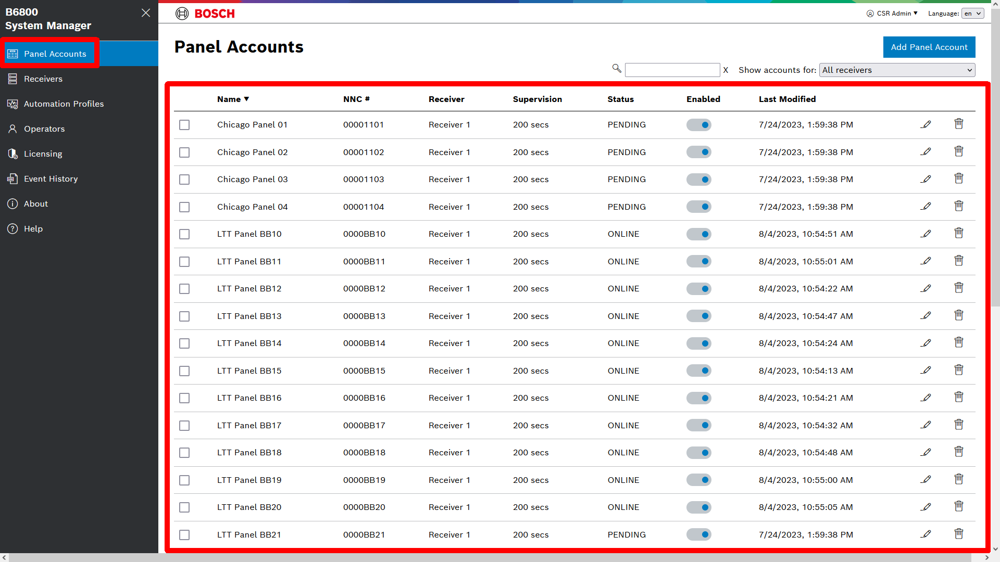 B6800
System Manager
BOSCH
CSR Admin ▼ Language: en
Panel Accounts
Receivers
Automation Profiles
Operators
Licensing
Event History
About
Help
Panel Accounts
Add Panel Account
X Show accounts for: All receivers
Name ▼ NNC # Receiver Supervision Status Enabled Last Modified
Chicago Panel 01 00001101 Receiver 1 200 secs PENDING 7/24/2023, 1:59:38 PM
Chicago Panel 02 00001102 Receiver 1 200 secs PENDING 7/24/2023, 1:59:38 PM
Chicago Panel 03 00001103 Receiver 1 200 secs PENDING 7/24/2023, 1:59:38 PM
Chicago Panel 04 00001104 Receiver 1 200 secs PENDING 7/24/2023, 1:59:38 PM
LTT Panel BB10 0000BB10 Receiver 1 200 secs ONLINE 8/4/2023, 10:54:51 AM
LTT Panel BB11 0000BB11 Receiver 1 200 secs ONLINE 8/4/2023, 10:55:01 AM
LTT Panel BB12 0000BB12 Receiver 1 200 secs ONLINE 8/4/2023, 10:54:22 AM
LTT Panel BB13 0000BB13 Receiver 1 200 secs ONLINE 8/4/2023, 10:54:47 AM
LTT Panel BB14 0000BB14 Receiver 1 200 secs ONLINE 8/4/2023, 10:54:24 AM
LTT Panel BB15 0000BB15 Receiver 1 200 secs ONLINE 8/4/2023, 10:54:13 AM
LTT Panel BB16 0000BB16 Receiver 1 200 secs ONLINE 8/4/2023, 10:54:21 AM
LTT Panel BB17 0000BB17 Receiver 1 200 secs ONLINE 8/4/2023, 10:54:32 AM
LTT Panel BB18 0000BB18 Receiver 1 200 secs ONLINE 8/4/2023, 10:54:48 AM
LTT Panel BB19 0000BB19 Receiver 1 200 secs ONLINE 8/4/2023, 10:55:00 AM
LTT Panel BB20 0000BB20 Receiver 1 200 secs ONLINE 8/4/2023, 10:55:05 AM
LTT Panel BB21 0000BB21 Receiver 1 200 secs PENDING 7/24/2023, 1:59:38 PM